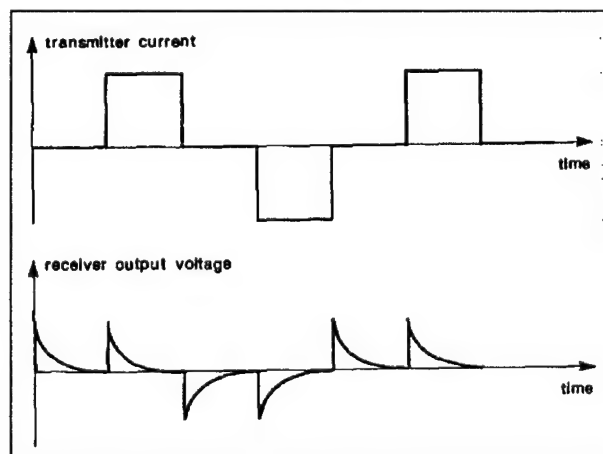 transmitter current
time
receiver output voltage
time